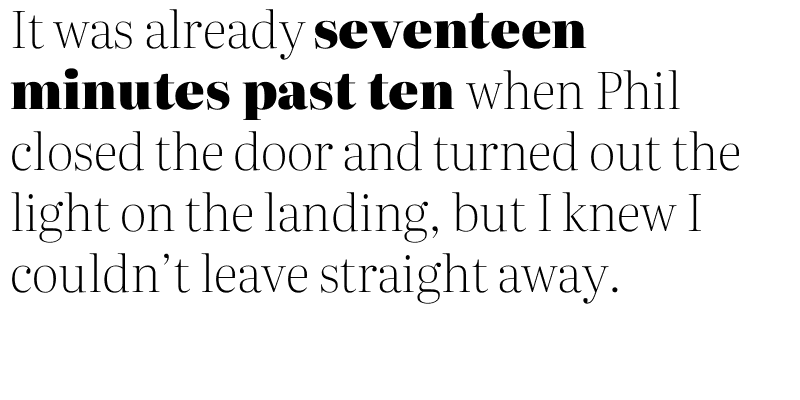 It was already seventeen
minutes past ten when Phil
closed the door and turned out the
light on the landing, but I knew I
couldn’t leave straight away.